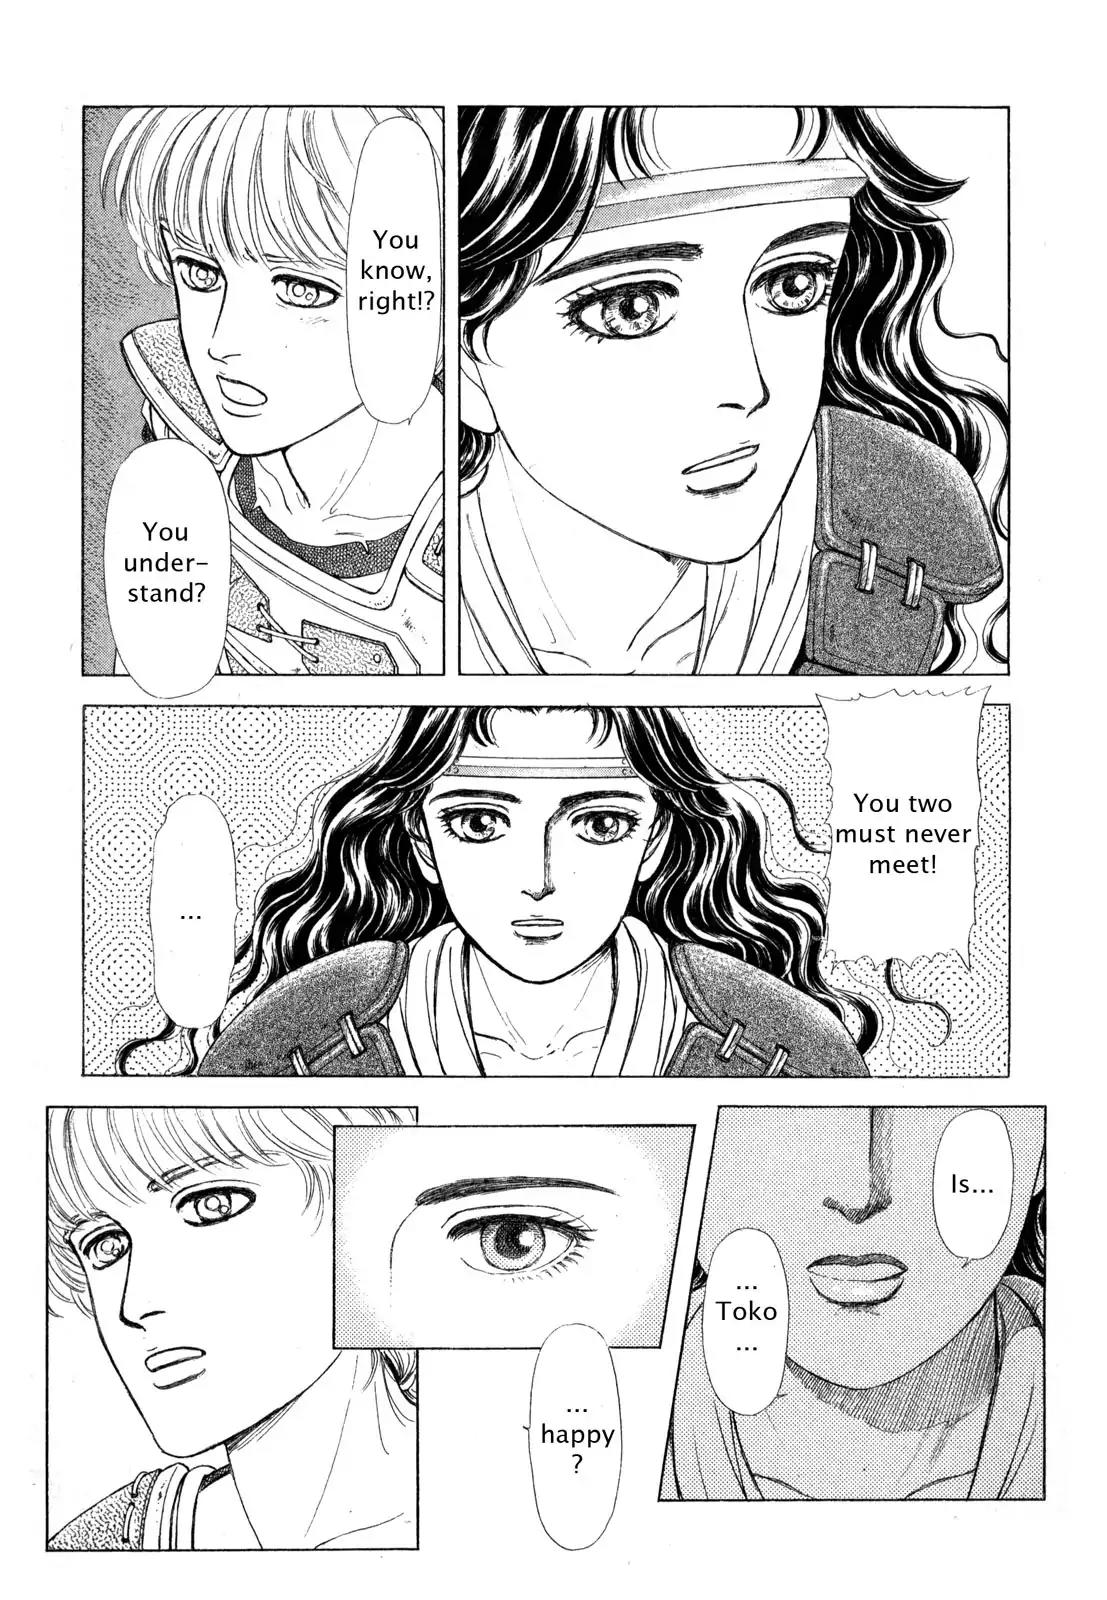 You
know,
right!?
You
under-
stand?
You two
must never
meet!
...
Is...
...
Toko
...
...
happy
?